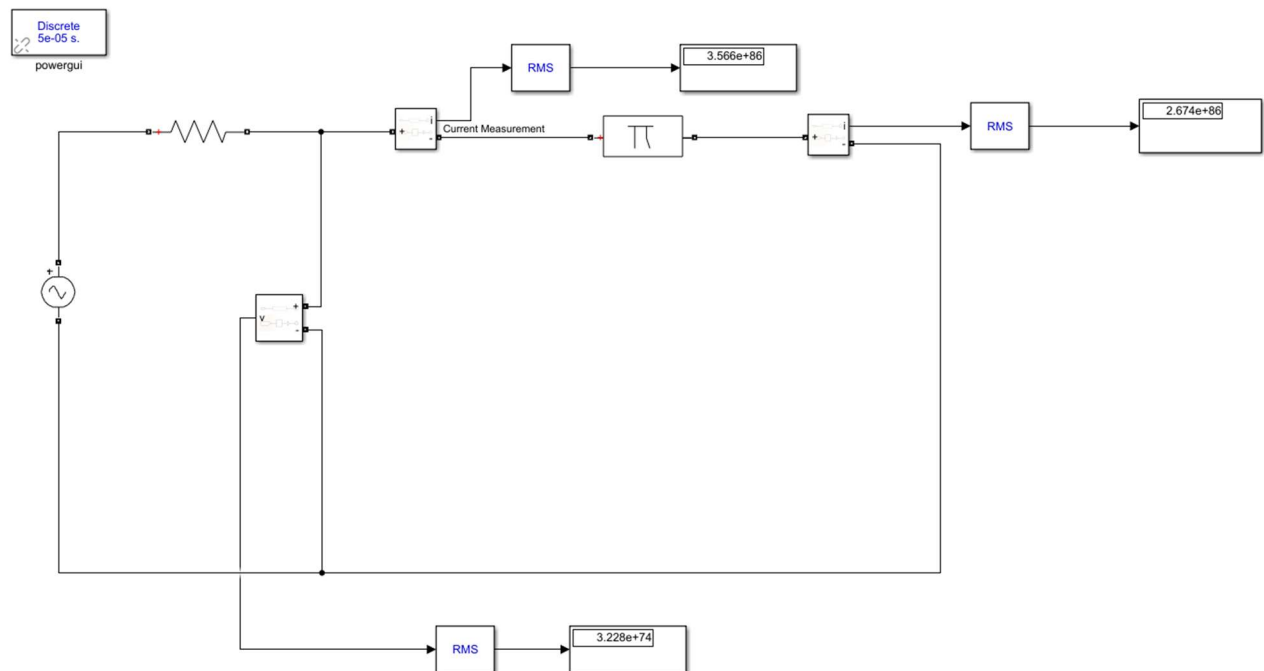 Discrete
5e-05 s.
powergui
RMS
3.566e+86
i
+
-
Current Measurement
+
i
+
-
RMS
2.674e+86
+
+
v
+
-
RMS
3.228e+74